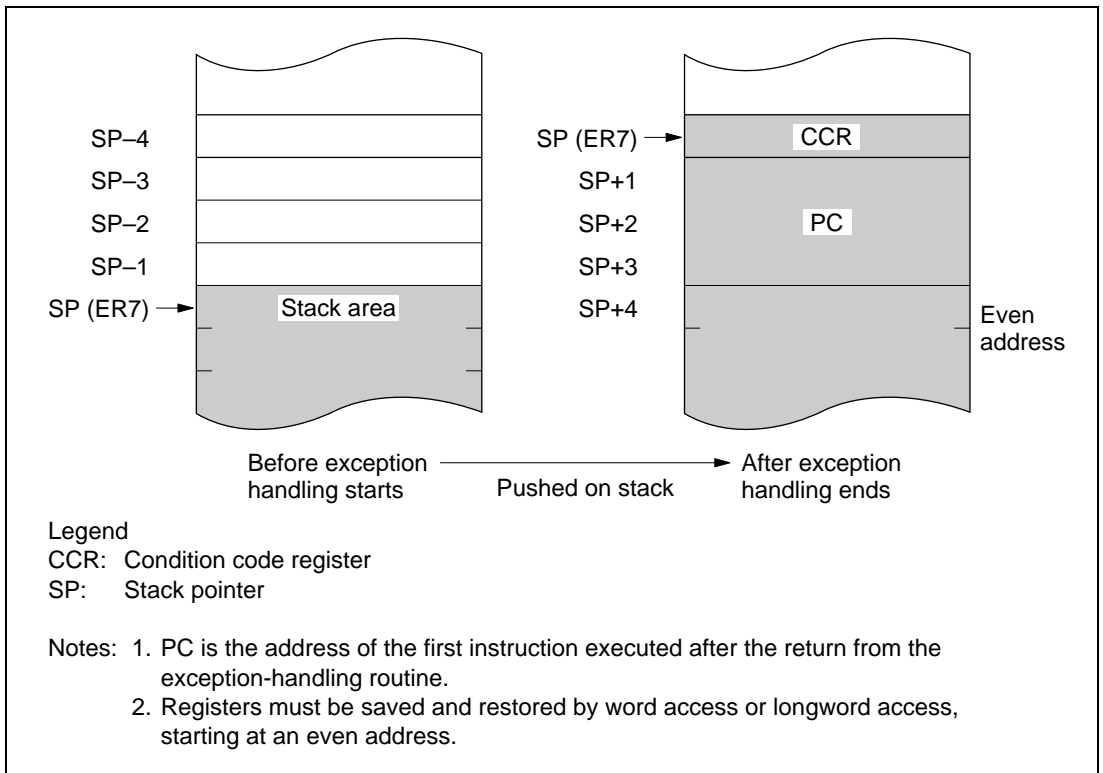 SP–4
SP–3
SP–2
SP–1
SP (ER7)
Stack area
SP (ER7)
SP+1
SP+2
SP+3
SP+4
CCR
PC
Even
address
Before exception
handling starts
Pushed on stack
After exception
handling ends
Legend
CCR: Condition code register
SP: Stack pointer
Notes: 1. PC is the address of the first instruction executed after the return from the
exception-handling routine.
2. Registers must be saved and restored by word access or longword access,
starting at an even address.